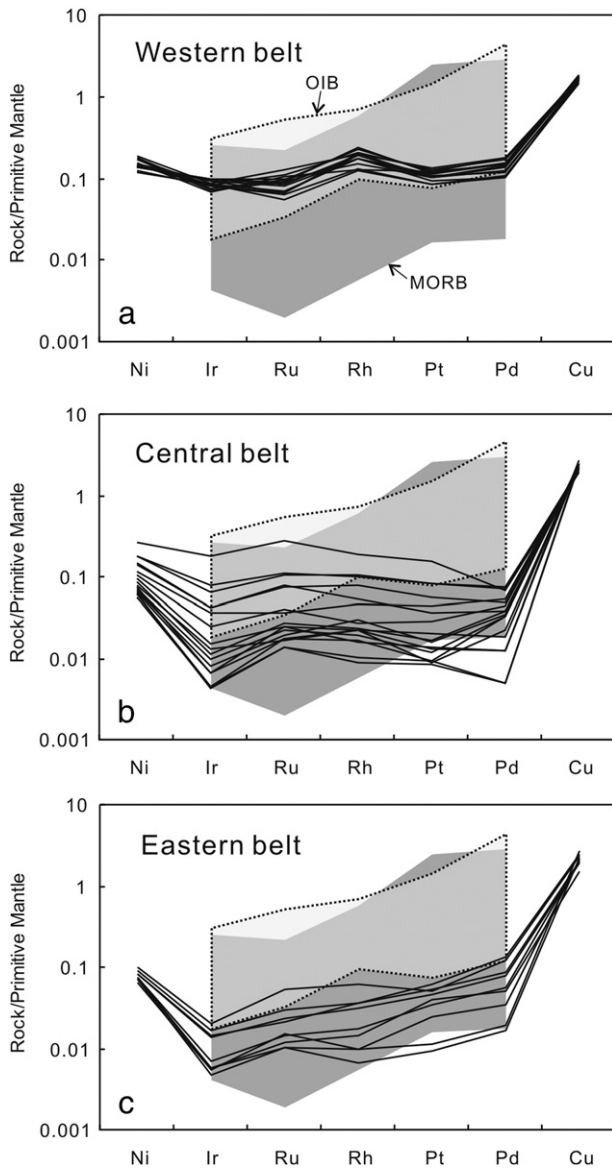 10
Western belt
OIB
1
0.1
0.01
MORB
0.001
a
Rock/Primitive Mantle
Ni Ir Ru Rh Pt Pd Cu
10
Central belt
1
0.1
0.01
0.001
b
Rock/Primitive Mantle
Ni Ir Ru Rh Pt Pd Cu
10
Eastern belt
1
0.1
0.01
0.001
c
Rock/Primitive Mantle
Ni Ir Ru Rh Pt Pd Cu